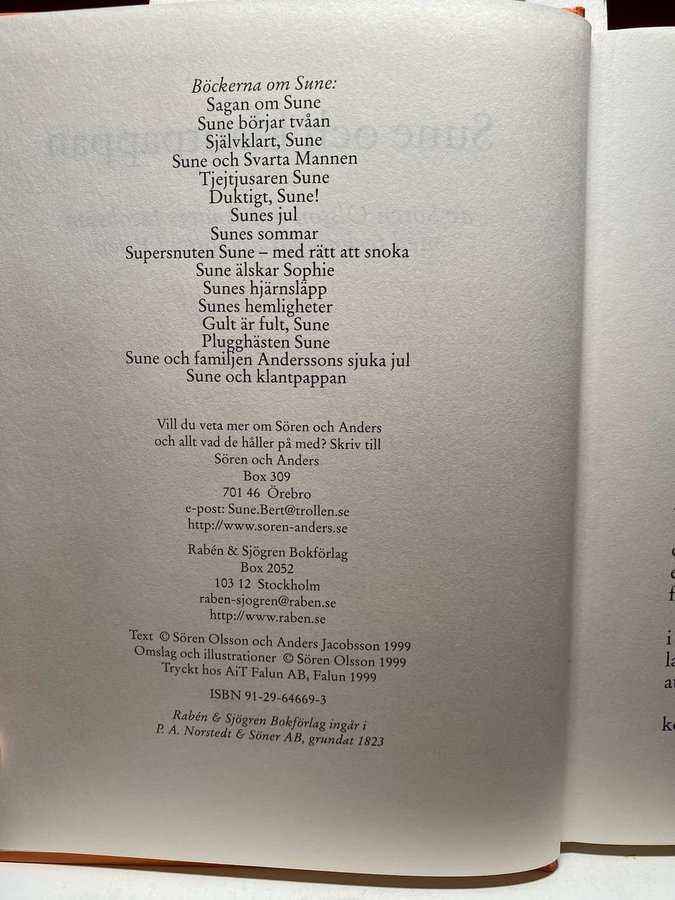 Böckerna om Sune:
Sagan om Sune
Sune börjar tvåan
Självklart, Sune
Sune och Svarta Mannen
Tjejtjusaren Sune
Duktigt, Sune!
Sunes jul
Sunes sommar
Supersnuten Sune – med rätt att snoka
Sune älskar Sophie
Sunes hjärnsläpp
Sunes hemligheter
Gult är fult, Sune
Plugghästen Sune
Sune och familjen Anderssons sjuka jul
Sune och klantpappan
Vill du veta mer om Sören och Anders
och allt vad de håller på med? Skriv till
Sören och Anders
Box 309
701 46 Örebro
e-post: Sune.Bert@trollen.se
http://www.soren-anders.se
Rabén & Sjögren Bokförlag
Box 2052
103 12 Stockholm
raben-sjogren@raben.se
http://www.raben.se
Text © Sören Olsson och Anders Jacobsson 1999
Omslag och illustrationer © Sören Olsson 1999
Tryckt hos AiT Falun AB, Falun 1999
ISBN 91-29-64669-3
Rabén & Sjögren Bokförlag ingår i
P. A. Norstedt & Söner AB, grundat 1823